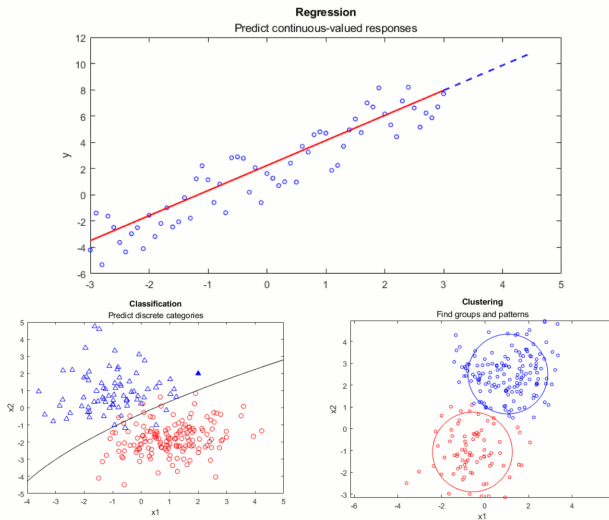 Regression
Predict continuous-valued responses
12
10
8
6
4
2
0
-2
-4
-6
y
-3 -2 -1 0 1 2 3 4 5
Classification
Predict discrete categories
5
4
3
2
1
0
-1
-2
-3
-4
-5
x2
-4 -3 -2 -1 0 1 2 3 4 5
x1
Clustering
Find groups and patterns
5
4
3
2
1
0
-1
-2
-3
x2
-6 -4 -2 0 2 4
x1